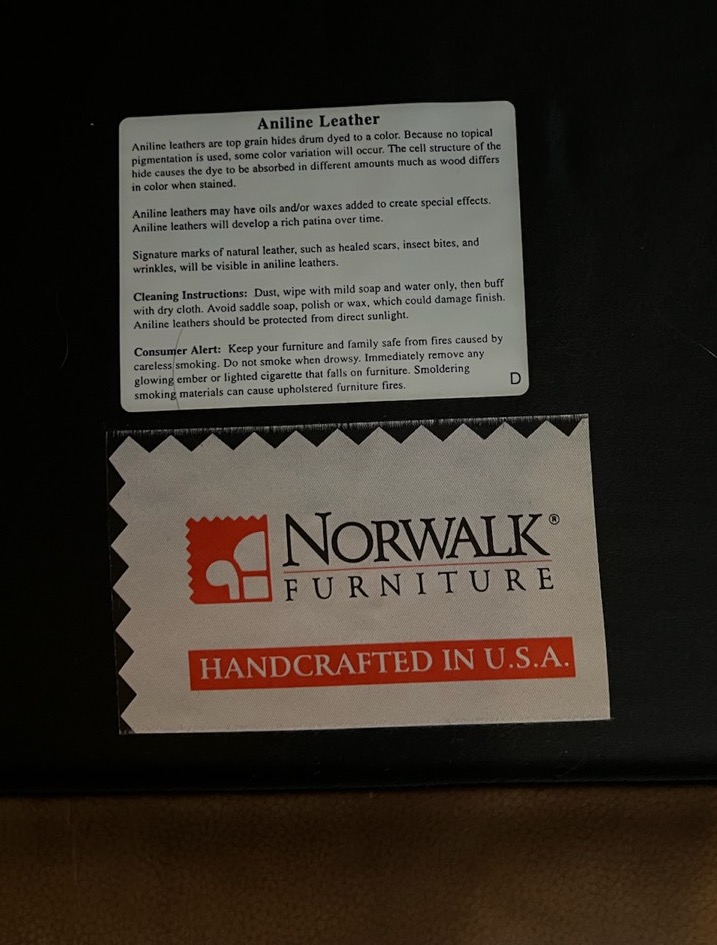 Aniline Leather
Aniline leathers are top grain hides drum dyed to a color. Because no topical
pigmentation is used, some color variation will occur. The cell structure of the
hide causes the dye to be absorbed in different amounts much as wood differs
in color when stained.
Aniline leathers may have oils and/or waxes added to create special effects.
Aniline leathers will develop a rich patina over time.
Signature marks of natural leather, such as healed scars, insect bites, and
wrinkles, will be visible in aniline leathers.
Cleaning Instructions: Dust, wipe with mild soap and water only, then buff
with dry cloth. Avoid saddle soap, polish or wax, which could damage finish.
Aniline leathers should be protected from direct sunlight.
Consumer Alert: Keep your furniture and family safe from fires caused by
careless smoking. Do not smoke when drowsy. Immediately remove any
glowing ember or lighted cigarette that falls on furniture. Smoldering
smoking materials can cause upholstered furniture fires.
D
NORWALK®
FURNITURE
HANDCRAFTED IN U.S.A.